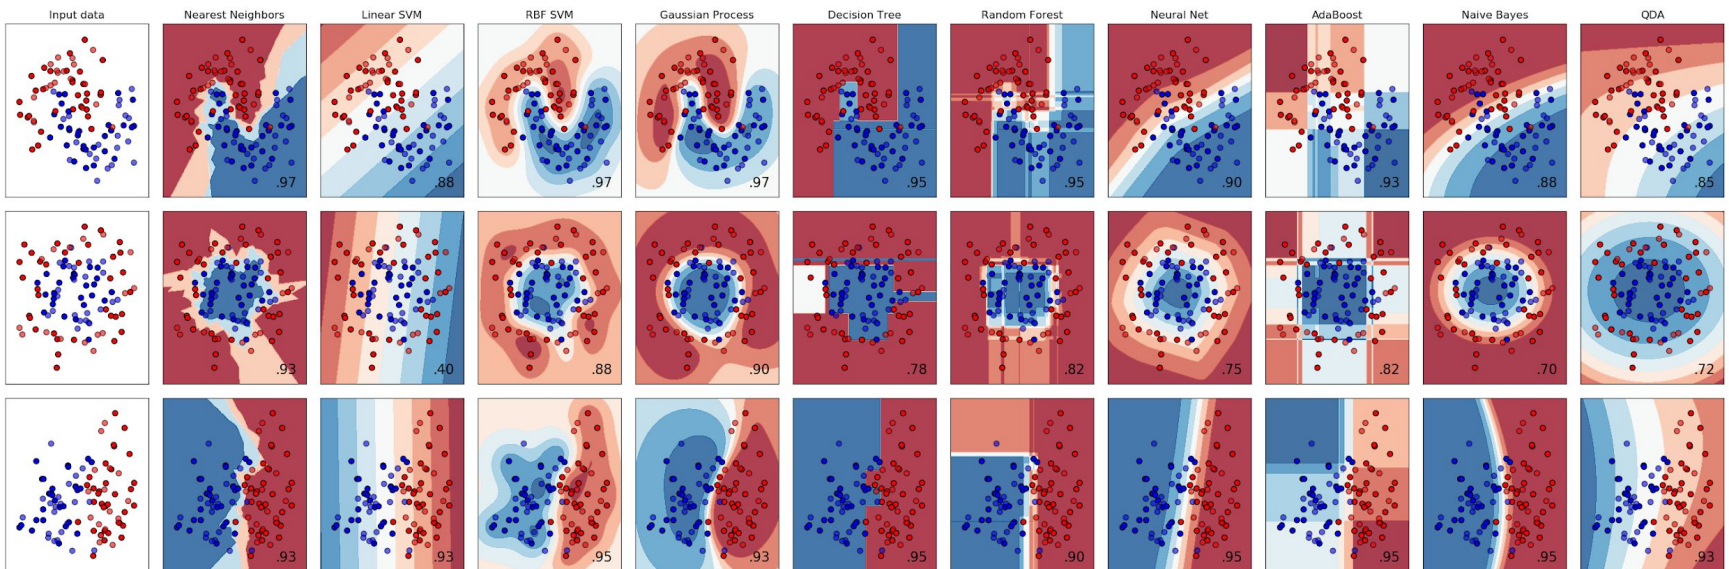 Input data Nearest Neighbors Linear SVM RBF SVM Gaussian Process Decision Tree Random Forest Neural Net AdaBoost Naive Bayes QDA
.97 .88 .97 .97 .95 .95 .90 .93 .88 .85
.93 .40 .88 .90 .78 .82 .75 .82 .70 .72
.93 .93 .95 .93 .95 .90 .95 .95 .95 .93